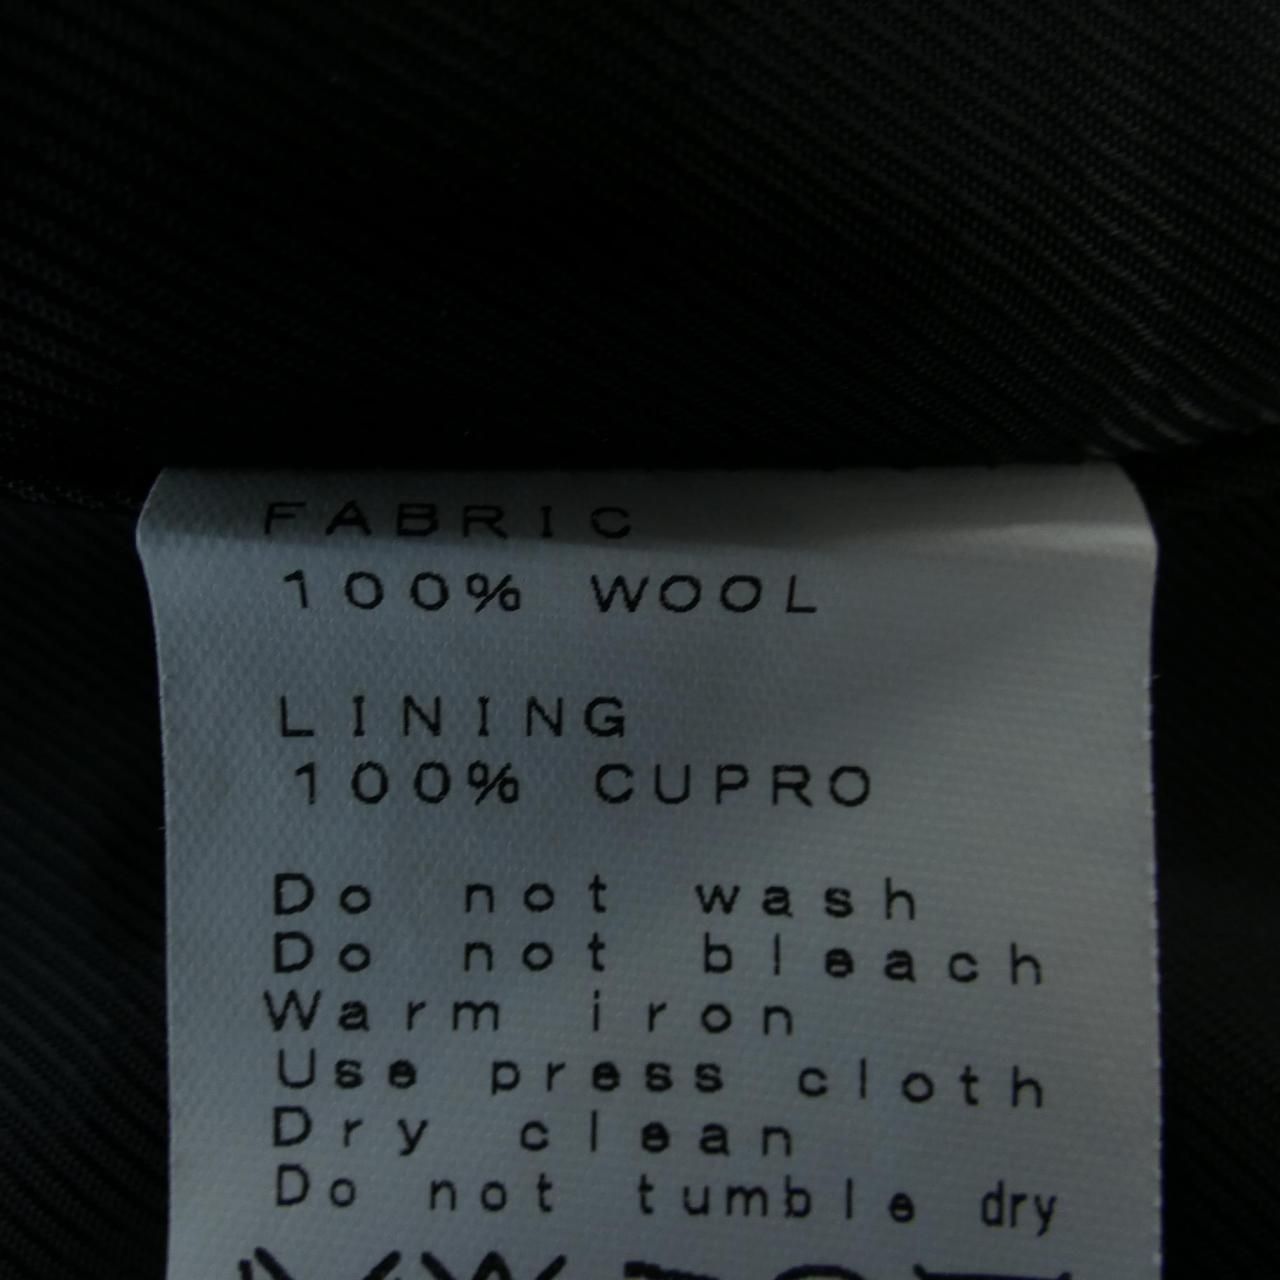 FABRIC
100% WOOL
LINING
100% CUPRO
Do not wash
Do not bleach
Warm iron
Use press cloth
Dry clean
Do not tumble dry